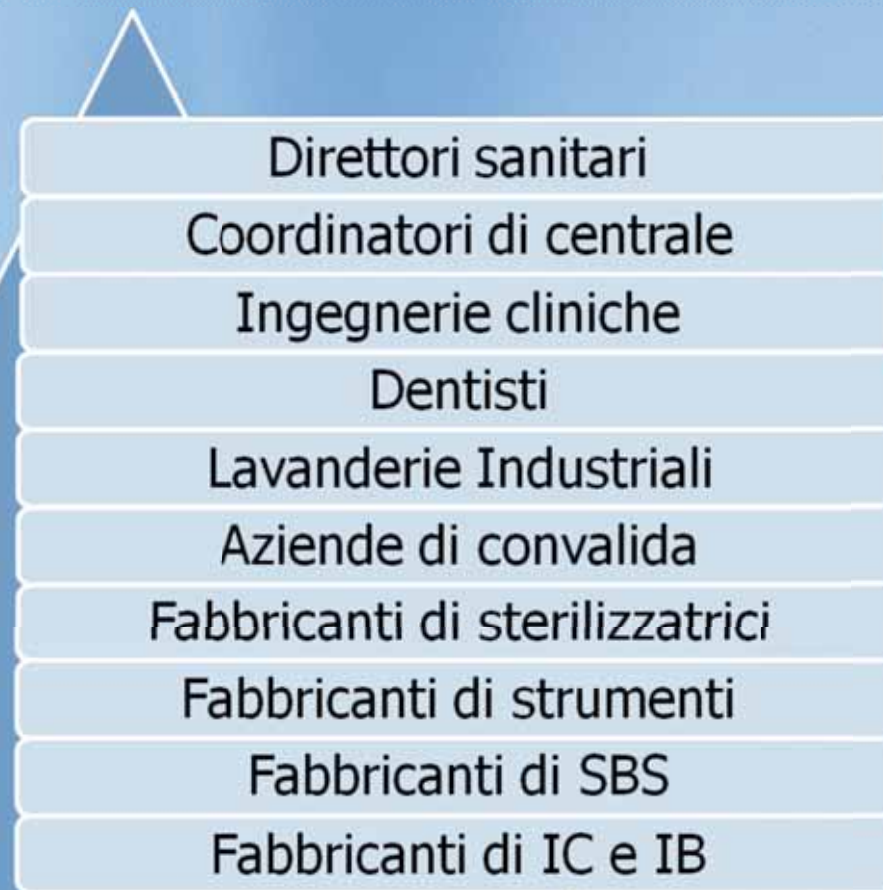 Direttori sanitari
Coordinatori di centrale
Ingegnerie cliniche
Dentisti
Lavanderie Industriali
Aziende di convalida
Fabbricanti di sterilizzatrici
Fabbricanti di strumenti
Fabbricanti di SBS
Fabbricanti di IC e IB